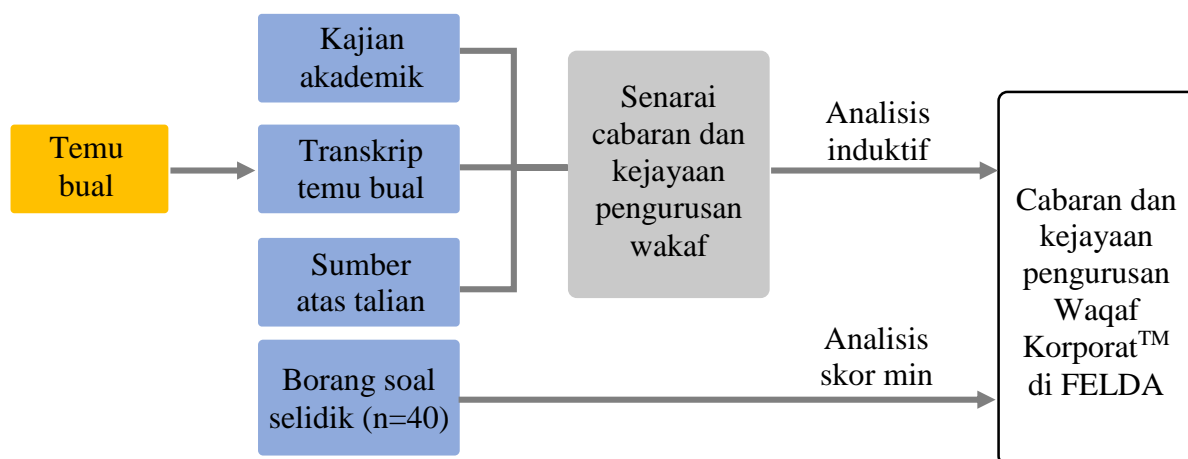 Temu
bual
Kajian
akademik
Transkrip
temu bual
Sumber
atas talian
Borang soal
selidik (n=40)
Senarai
cabaran dan
kejayaan
pengurusan
wakaf
Analisis
induktif
Analisis
skor min
Cabaran dan
kejayaan
pengurusan
Waqaf
Korporat™
di FELDA